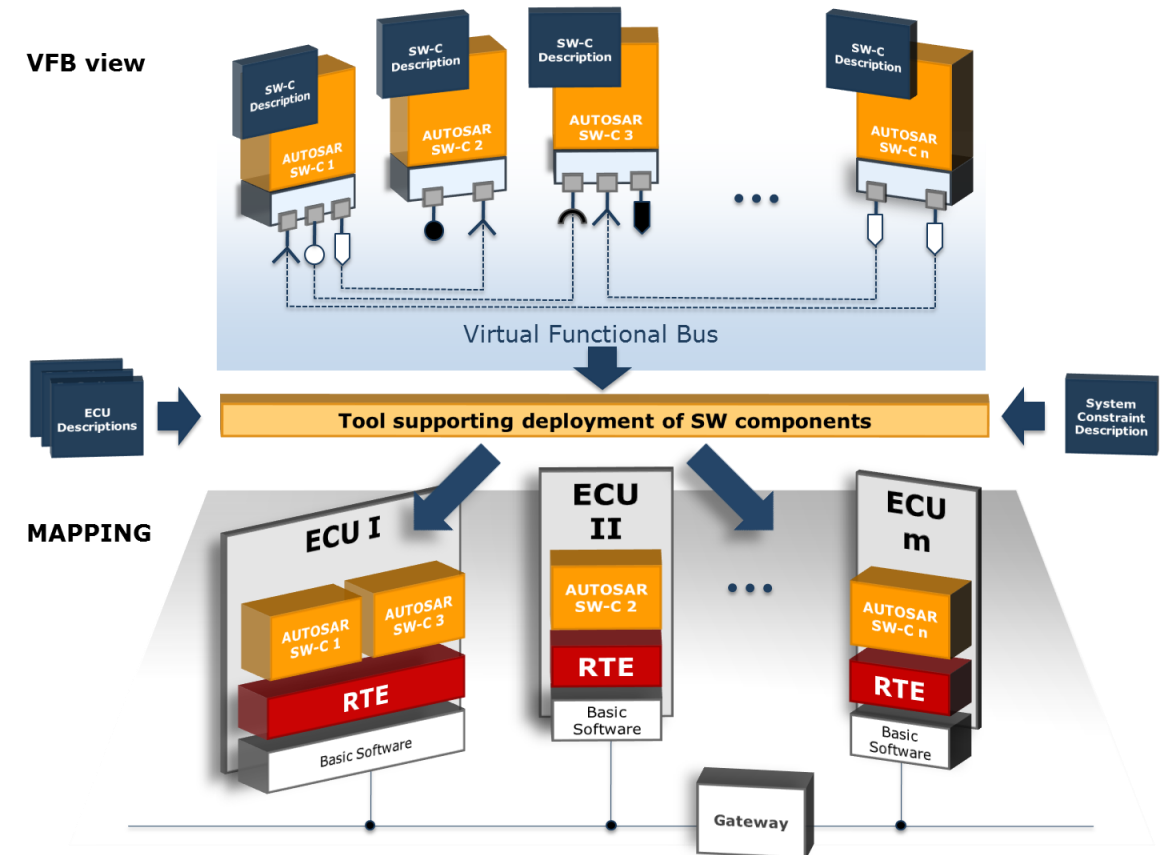 VFB view
SW-C
Description
AUTOSAR
SW-C 1
SW-C
Description
AUTOSAR
SW-C 2
SW-C
Description
AUTOSAR
SW-C 3
SW-C
Description
AUTOSAR
SW-C n
Virtual Functional Bus
ECU
Descriptions
Tool supporting deployment of SW components
System
Constraint
Description
MAPPING
ECU I
AUTOSAR
SW-C 1
AUTOSAR
SW-C 3
RTE
Basic Software
ECU
II
AUTOSAR
SW-C 2
RTE
Basic
Software
ECU
m
AUTOSAR
SW-C n
RTE
Basic
Software
Gateway